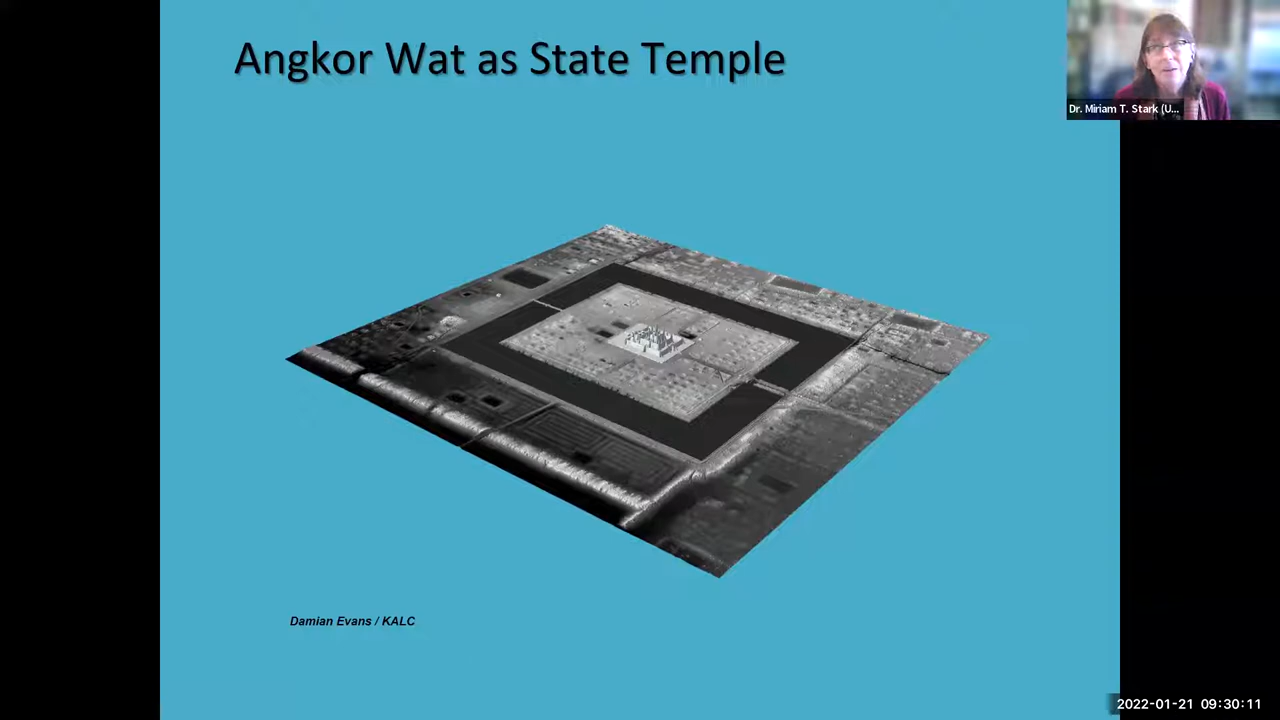 Angkor Wat as State Temple
Dr. Miriam T. Stark (U...
Damian Evans / KALC
2022-01-21 09:30:11